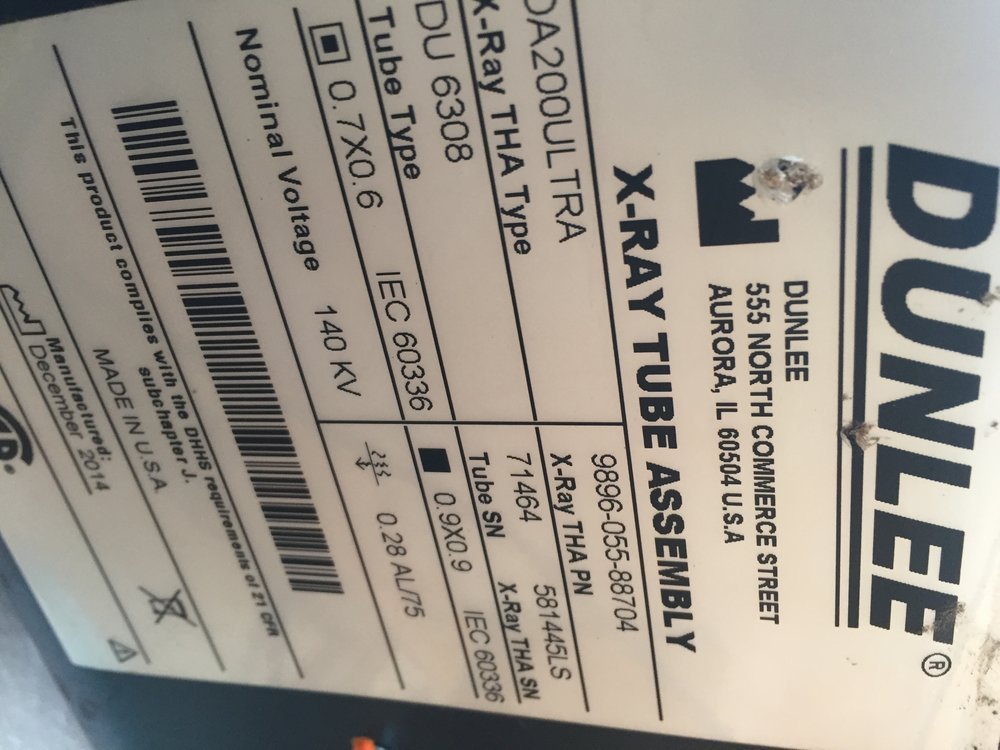 DUNLEE®
DUNLEE
555 NORTH COMMERCE STREET
AURORA, IL 60504 U.S.A
X-RAY TUBE ASSEMBLY
DA200ULTRA 9896-055-88704
X-Ray THA Type X-Ray THA PN
DU 6308 71464 581445LS
Tube Type Tube SN X-Ray THA SN
0.7X0.6 IEC 60336 0.9X0.9 IEC 60336
Nominal Voltage 140 KV 0.28 AL/75
This product complies with the DHHS requirements of 21 CFR
subchapter J.
MADE IN U.S.A.
Manufactured:
December 2014